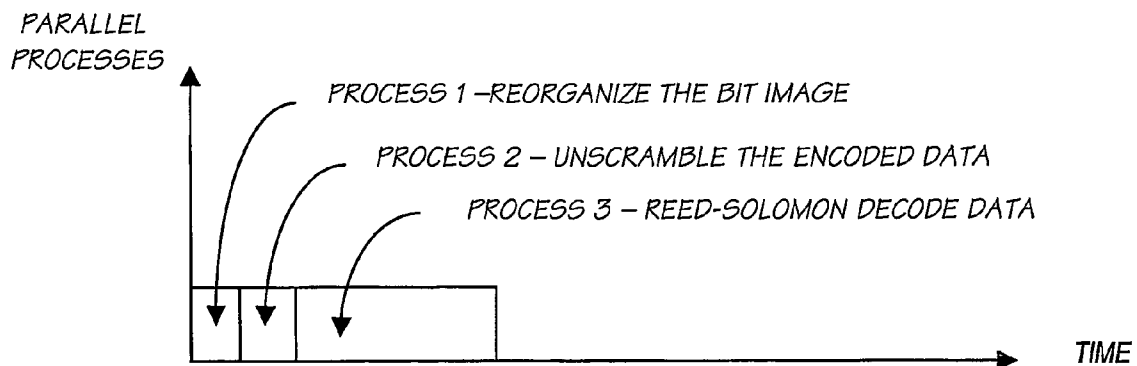 PARALLEL
PROCESSES
PROCESS 1 –REORGANIZE THE BIT IMAGE
PROCESS 2 – UNSCRAMBLE THE ENCODED DATA
PROCESS 3 – REED-SOLOMON DECODE DATA
TIME